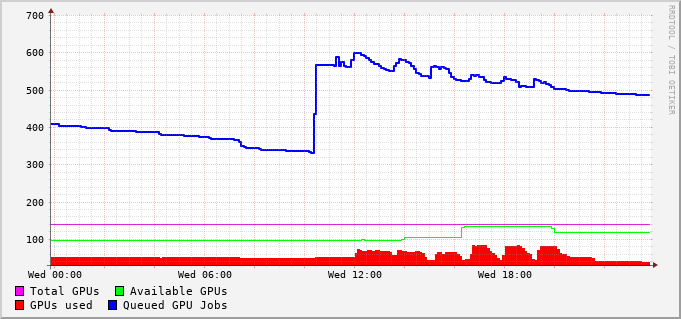 700
600
500
400
300
200
100
Wed 00:00 Wed 06:00 Wed 12:00 Wed 18:00
Total GPUs Available GPUs
GPUs used Queued GPU Jobs
RRDTOOL / TOBI OETIKER